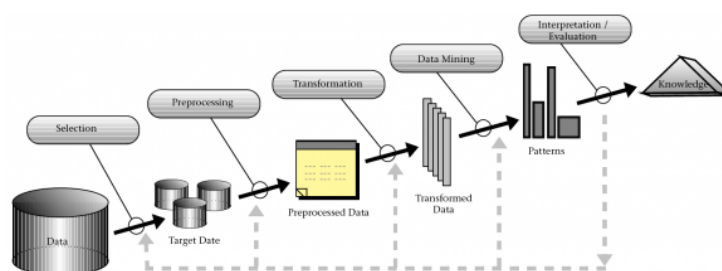 Interpretation /
Evaluation
Data Mining
Transformation
Knowledge
Preprocessing
Selection
Patterns
Transformed
Data
Preprocessed Data
Data
Target Date